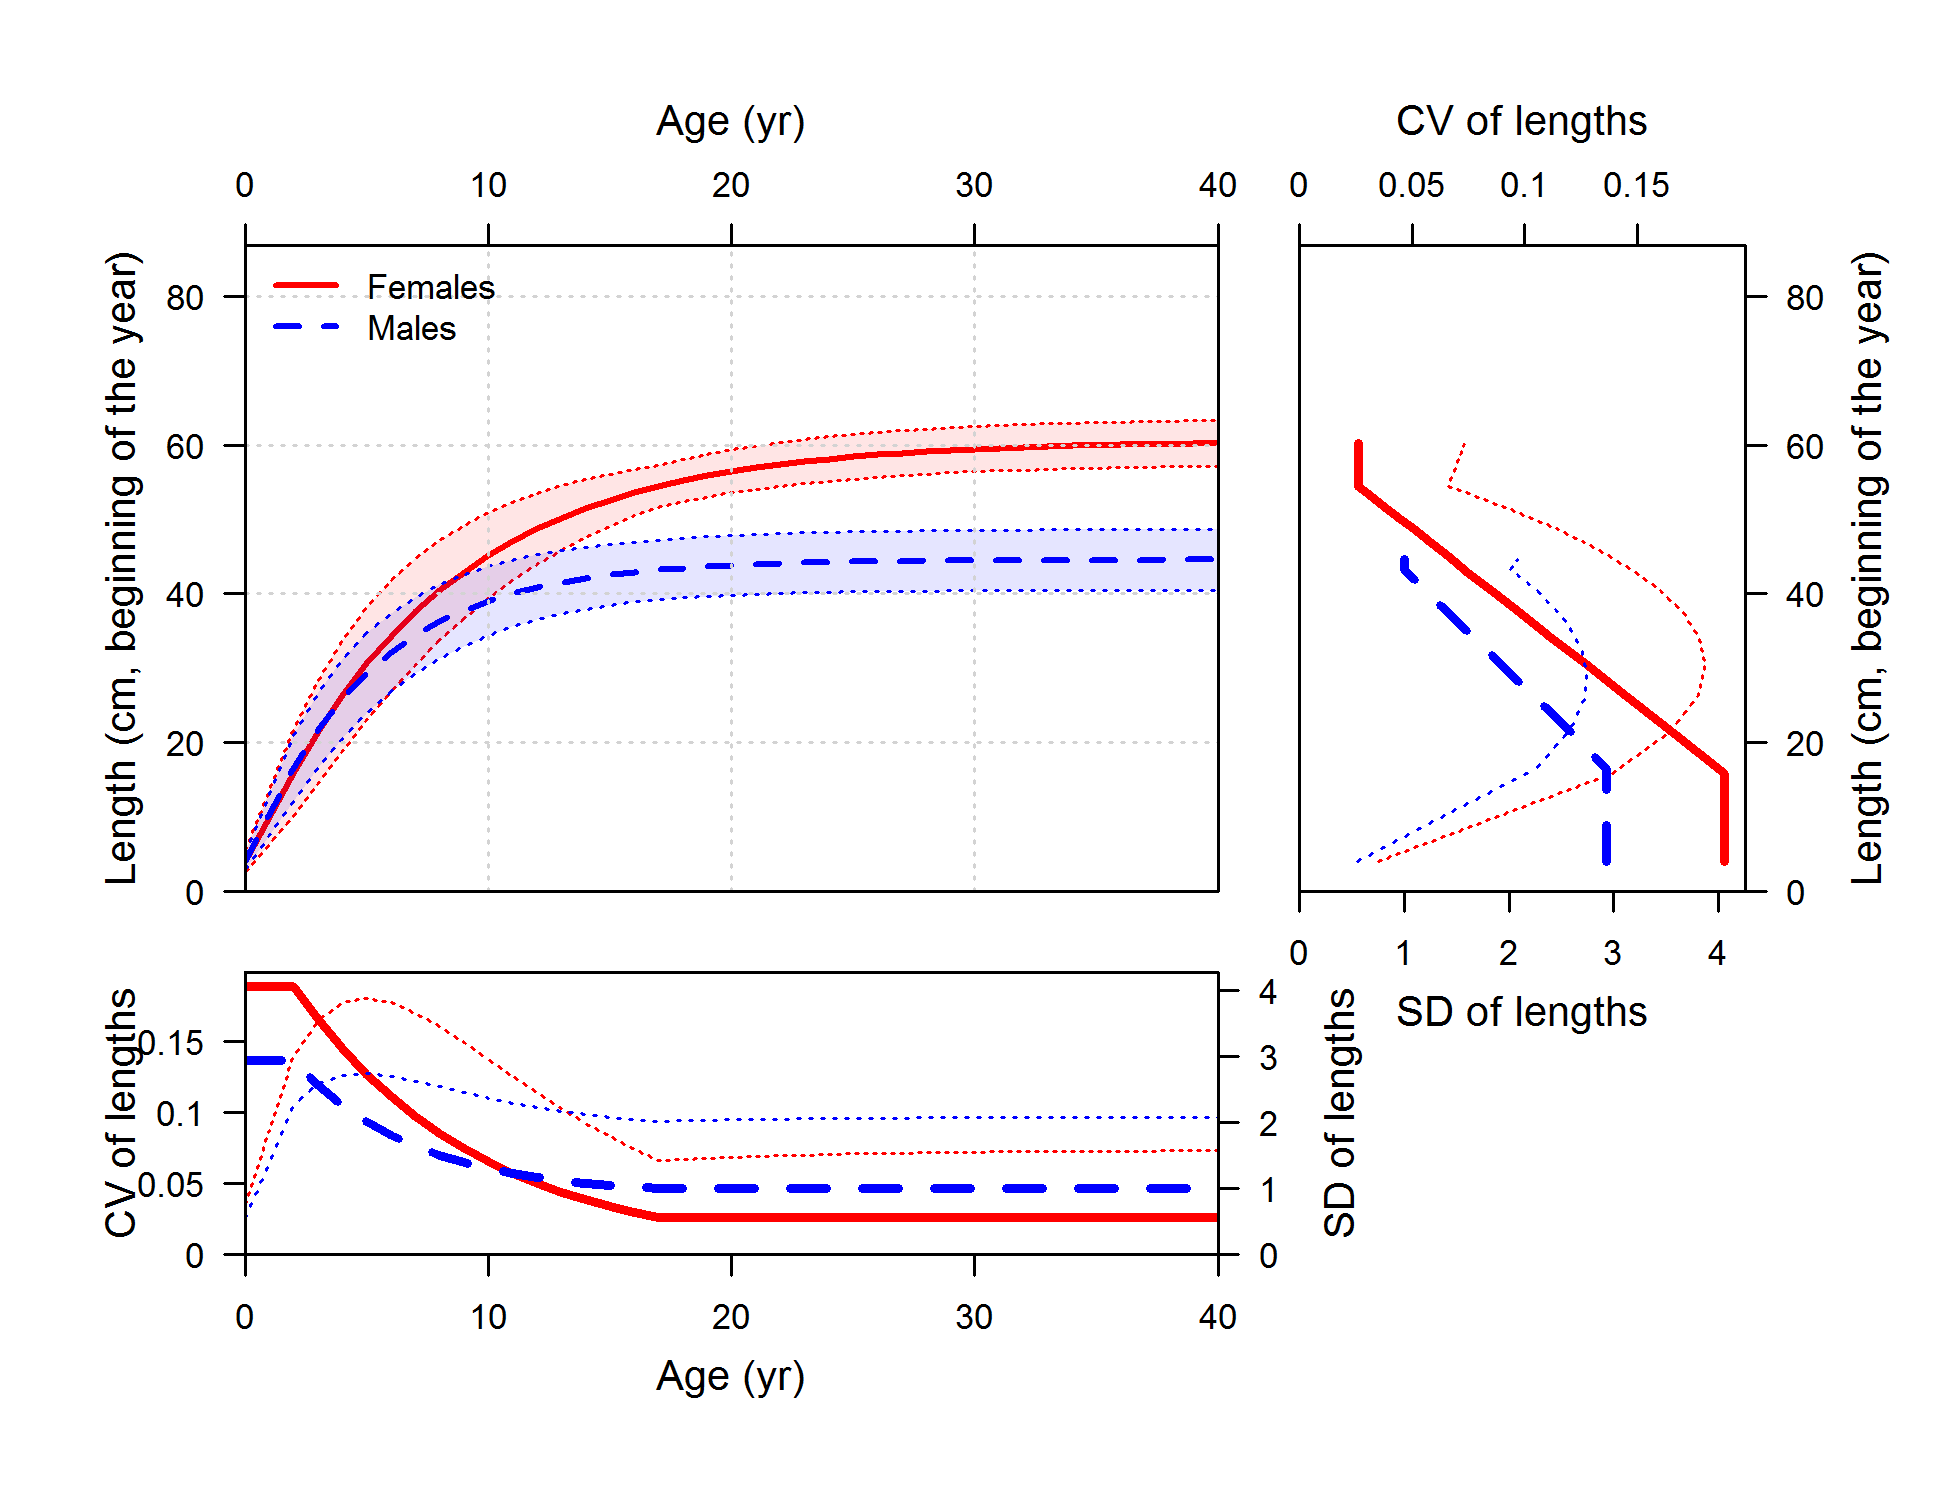 Age (yr)
CV of lengths
0 10 20 30 40
0 0.05 0.1 0.15
Length (cm, beginning of the year)
80
60
40
20
0
Females
Males
80
60
40
20
0
Length (cm, beginning of the year)
0 1 2 3 4
SD of lengths
CV of lengths
0.15
0.1
0.05
0
4
3
2
1
0
SD of lengths
0 10 20 30 40
Age (yr)